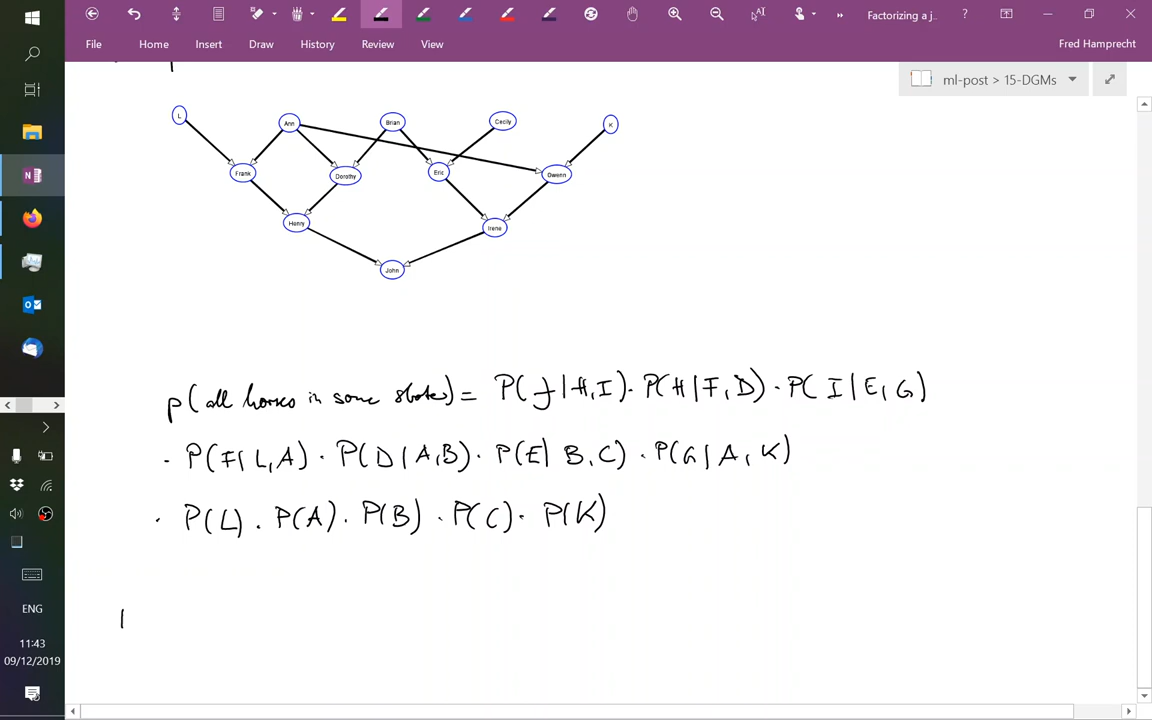 Factorizing a j...
File Home Insert Draw History Review View
Fred Hamprecht
ml-post > 15-DGMs
L Ann Brian Cecily K
Frank Dorothy Eric Gwenn
Henry Irene
John
p(all horses in some state) = P(J|H,I) · P(H|F,D) · P(I|E,G)
· P(F|L,A) · P(D|A,B) · P(E|B,C) · P(G|A,K)
· P(L) · P(A) · P(B) · P(C) · P(K)
ENG
11:43
09/12/2019